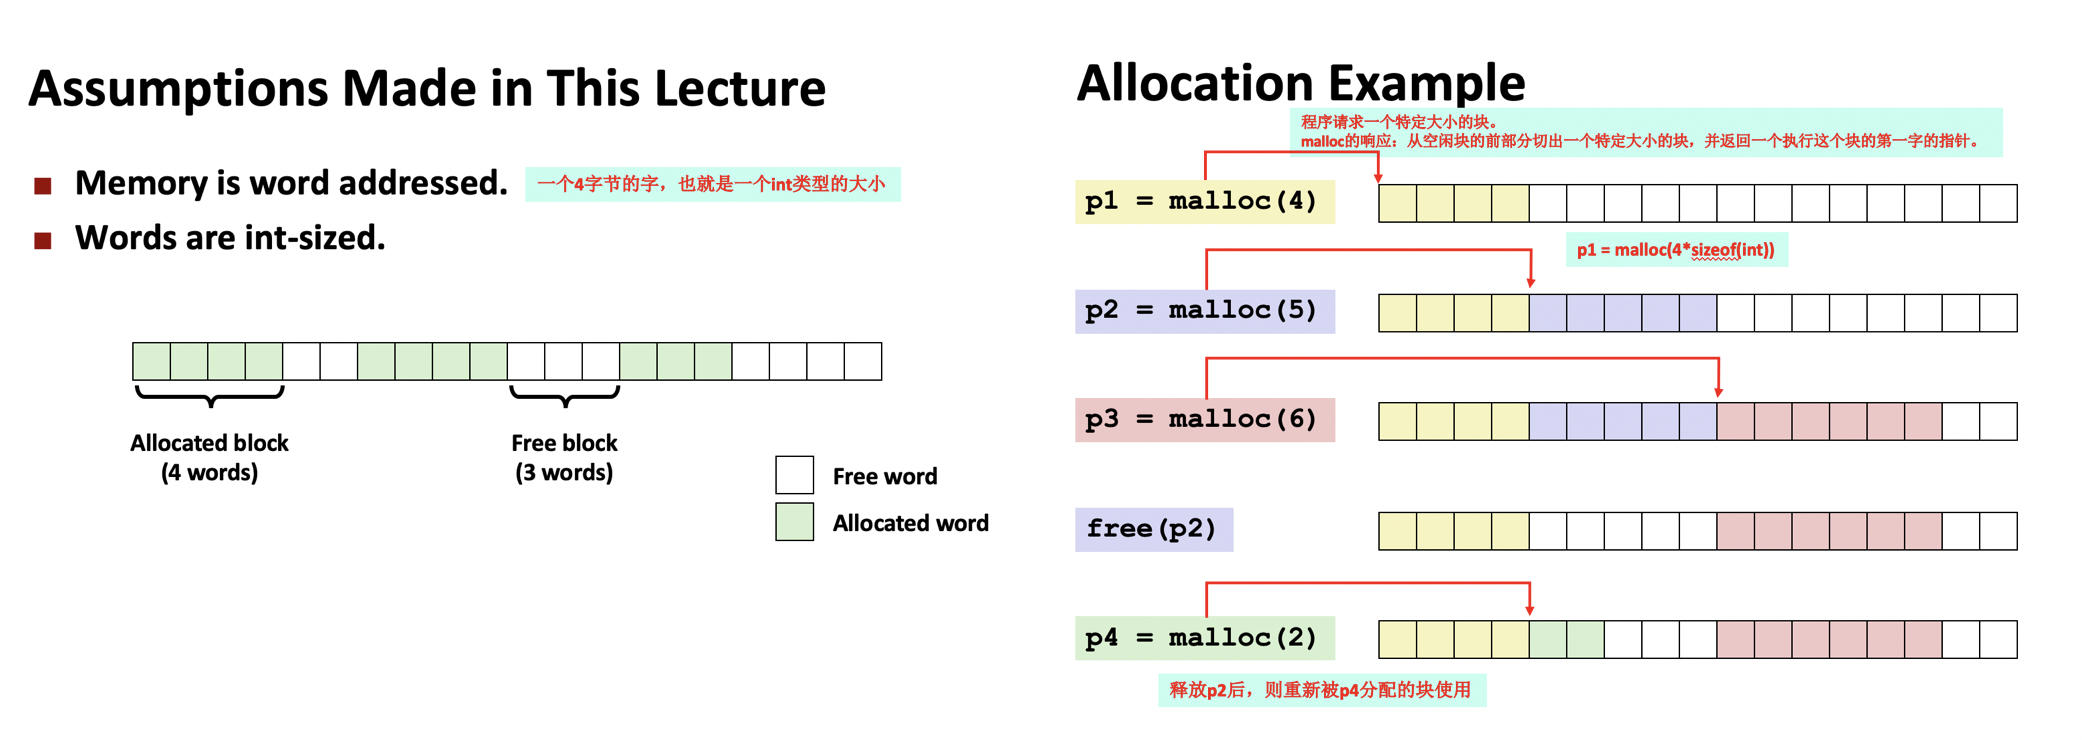 Assumptions Made in This Lecture
Memory is word addressed.
一个4字节的字，也就是一个int类型的大小
Words are int-sized.
Allocated block
(4 words)
Free block
(3 words)
Free word
Allocated word
Allocation Example
程序请求一个特定大小的块。
malloc的响应：从空闲块的前部分切出一个特定大小的块，并返回一个执行这个块的第一字的指针。
p1 = malloc(4)
p1 = malloc(4*sizeof(int))
p2 = malloc(5)
p3 = malloc(6)
free(p2)
p4 = malloc(2)
释放p2后，则重新被p4分配的块使用